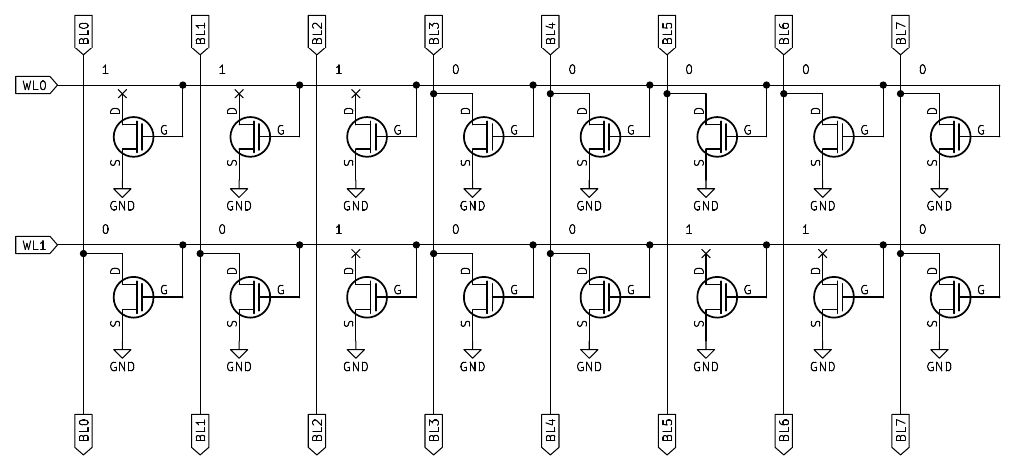 BL0 BL1 BL2 BL3 BL4 BL5 BL6 BL7
1 1 1 0 0 0 0 0
WL0
D D D D D D D D
G G G G G G G
S S S S S S S S
GND GND GND GND GND GND GND GND
0 0 1 0 0 1 1 0
WL1
D D D D D D D D
G G G G G G G G
S S S S S S S S
GND GND GND GND GND GND GND GND
BL0 BL1 BL2 BL3 BL4 BL5 BL6 BL7